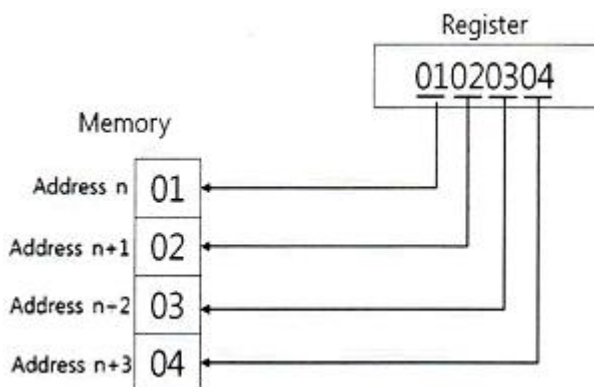 Register
01020304
Memory
Address n 01
Address n+1 02
Address n+2 03
Address n+3 04